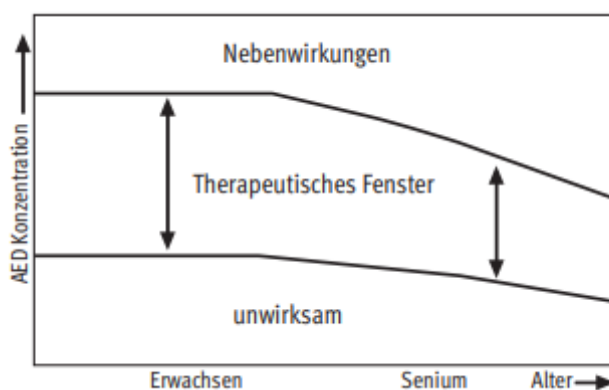 Nebenwirkungen
AED Konzentration
Therapeutisches Fenster
unwirksam
Erwachsen
Senium
Alter